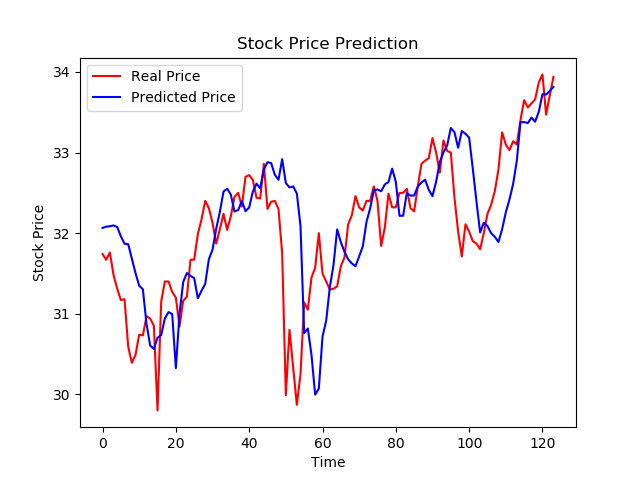 Stock Price Prediction
Real Price
Predicted Price
34
33
32
31
30
Stock Price
0 20 40 60 80 100 120
Time